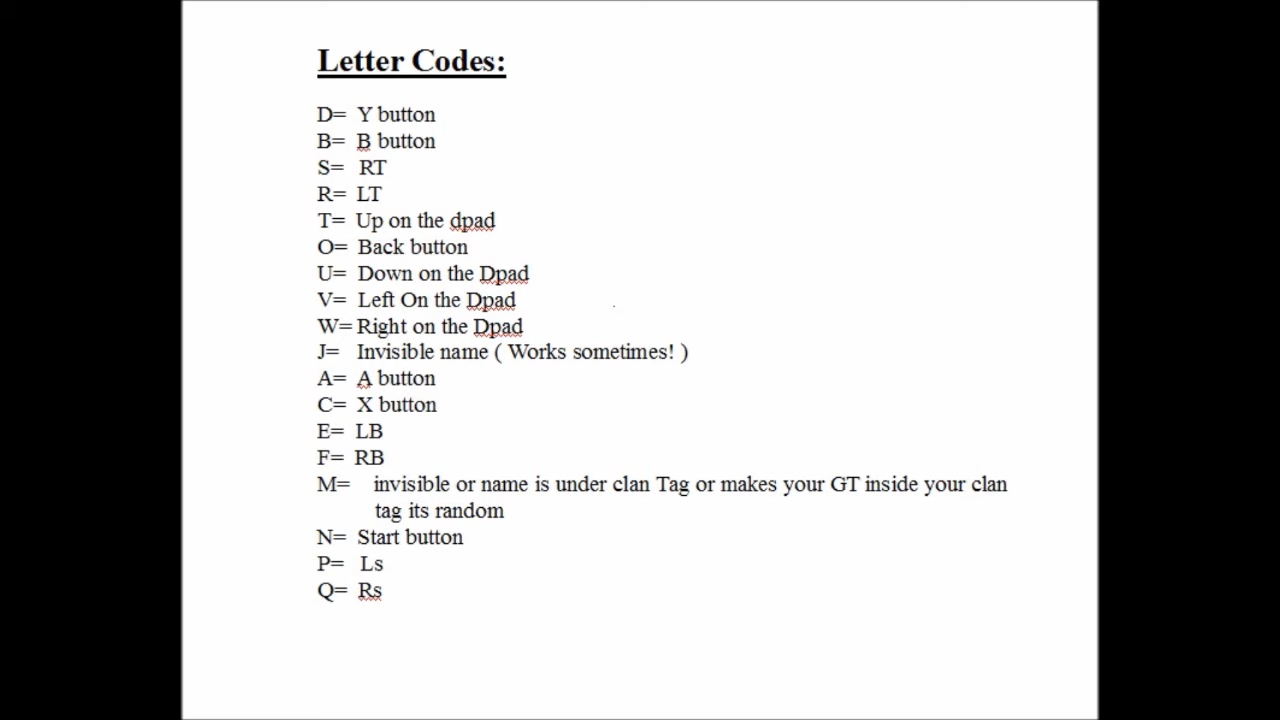 Letter Codes:
D= Y button
B= B button
S= RT
R= LT
T= Up on the dpad
O= Back button
U= Down on the Dpad
V= Left On the Dpad
W= Right on the Dpad
J= Invisible name ( Works sometimes! )
A= A button
C= X button
E= LB
F= RB
M= invisible or name is under clan Tag or makes your GT inside your clan
tag its random
N= Start button
P= Ls
Q= Rs